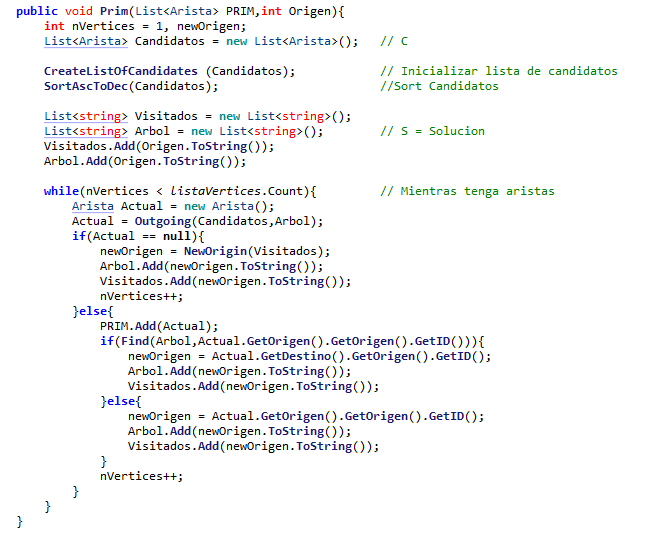 public void Prim(List<Arista> PRIM,int Origen){
int nVertices = 1, newOrigen;
List<Arista> Candidatos = new List<Arista>(); // C
CreateListOfCandidates (Candidatos); // Inicializar lista de candidatos
SortAscToDec(Candidatos); //Sort Candidatos
List<string> Visitados = new List<string>();
List<string> Arbol = new List<string>(); // S = Solucion
Visitados.Add(Origen.ToString());
Arbol.Add(Origen.ToString());
while(nVertices < listaVertices.Count){ // Mientras tenga aristas
Arista Actual = new Arista();
Actual = Outgoing(Candidatos,Arbol);
if(Actual == null){
newOrigen = NewOrigin(Visitados);
Arbol.Add(newOrigen.ToString());
Visitados.Add(newOrigen.ToString());
nVertices++;
}else{
PRIM.Add(Actual);
if(Find(Arbol,Actual.GetOrigen().GetOrigen().GetID())){
newOrigen = Actual.GetDestino().GetOrigen().GetID();
Arbol.Add(newOrigen.ToString());
Visitados.Add(newOrigen.ToString());
}else{
newOrigen = Actual.GetOrigen().GetOrigen().GetID();
Arbol.Add(newOrigen.ToString());
Visitados.Add(newOrigen.ToString());
}
nVertices++;
}
}
}